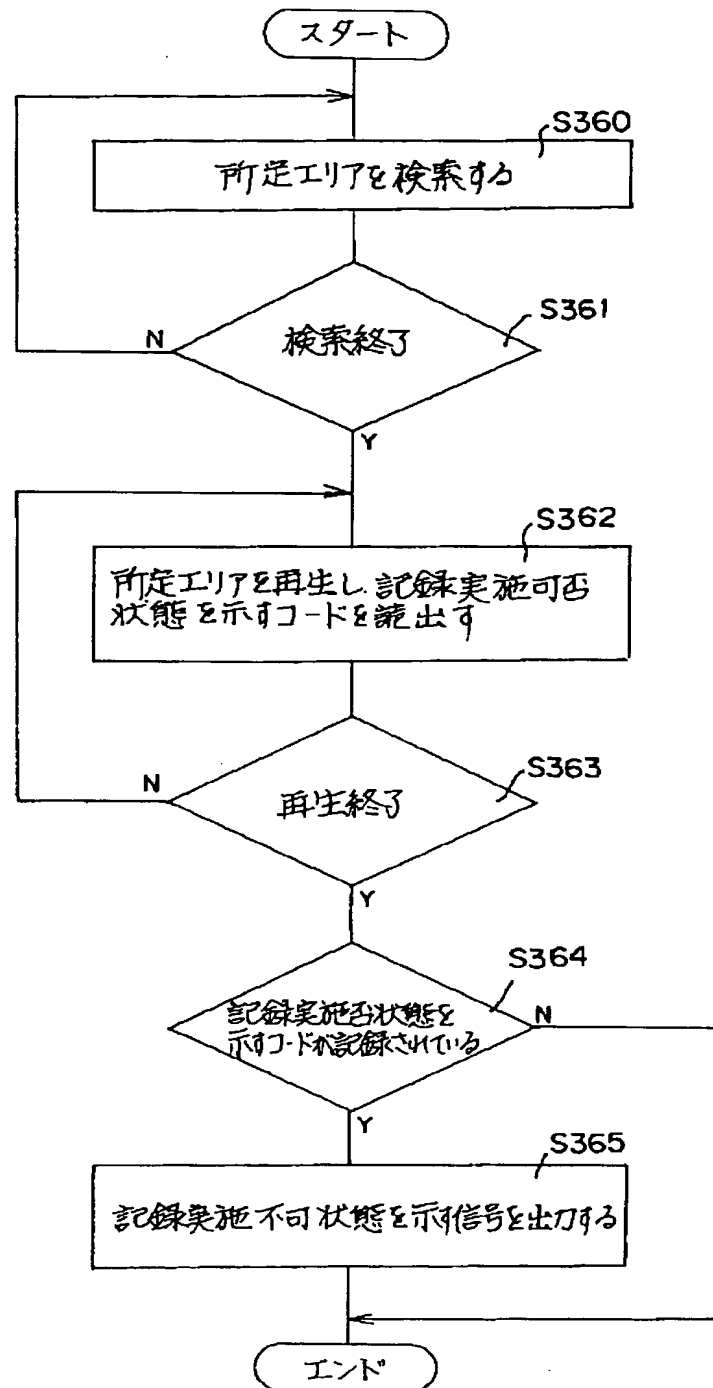 スタート
S360
所定エリアを検索する
S361
検索終了
N
Y
S362
所定エリアを再生し、記録実施可否
状態を示すコードを読出す
S363
再生終了
N
Y
S364
記録実施否状態を
示すコードが記録されている
N
Y
S365
記録実施不可状態を示す信号を出力する
エンド